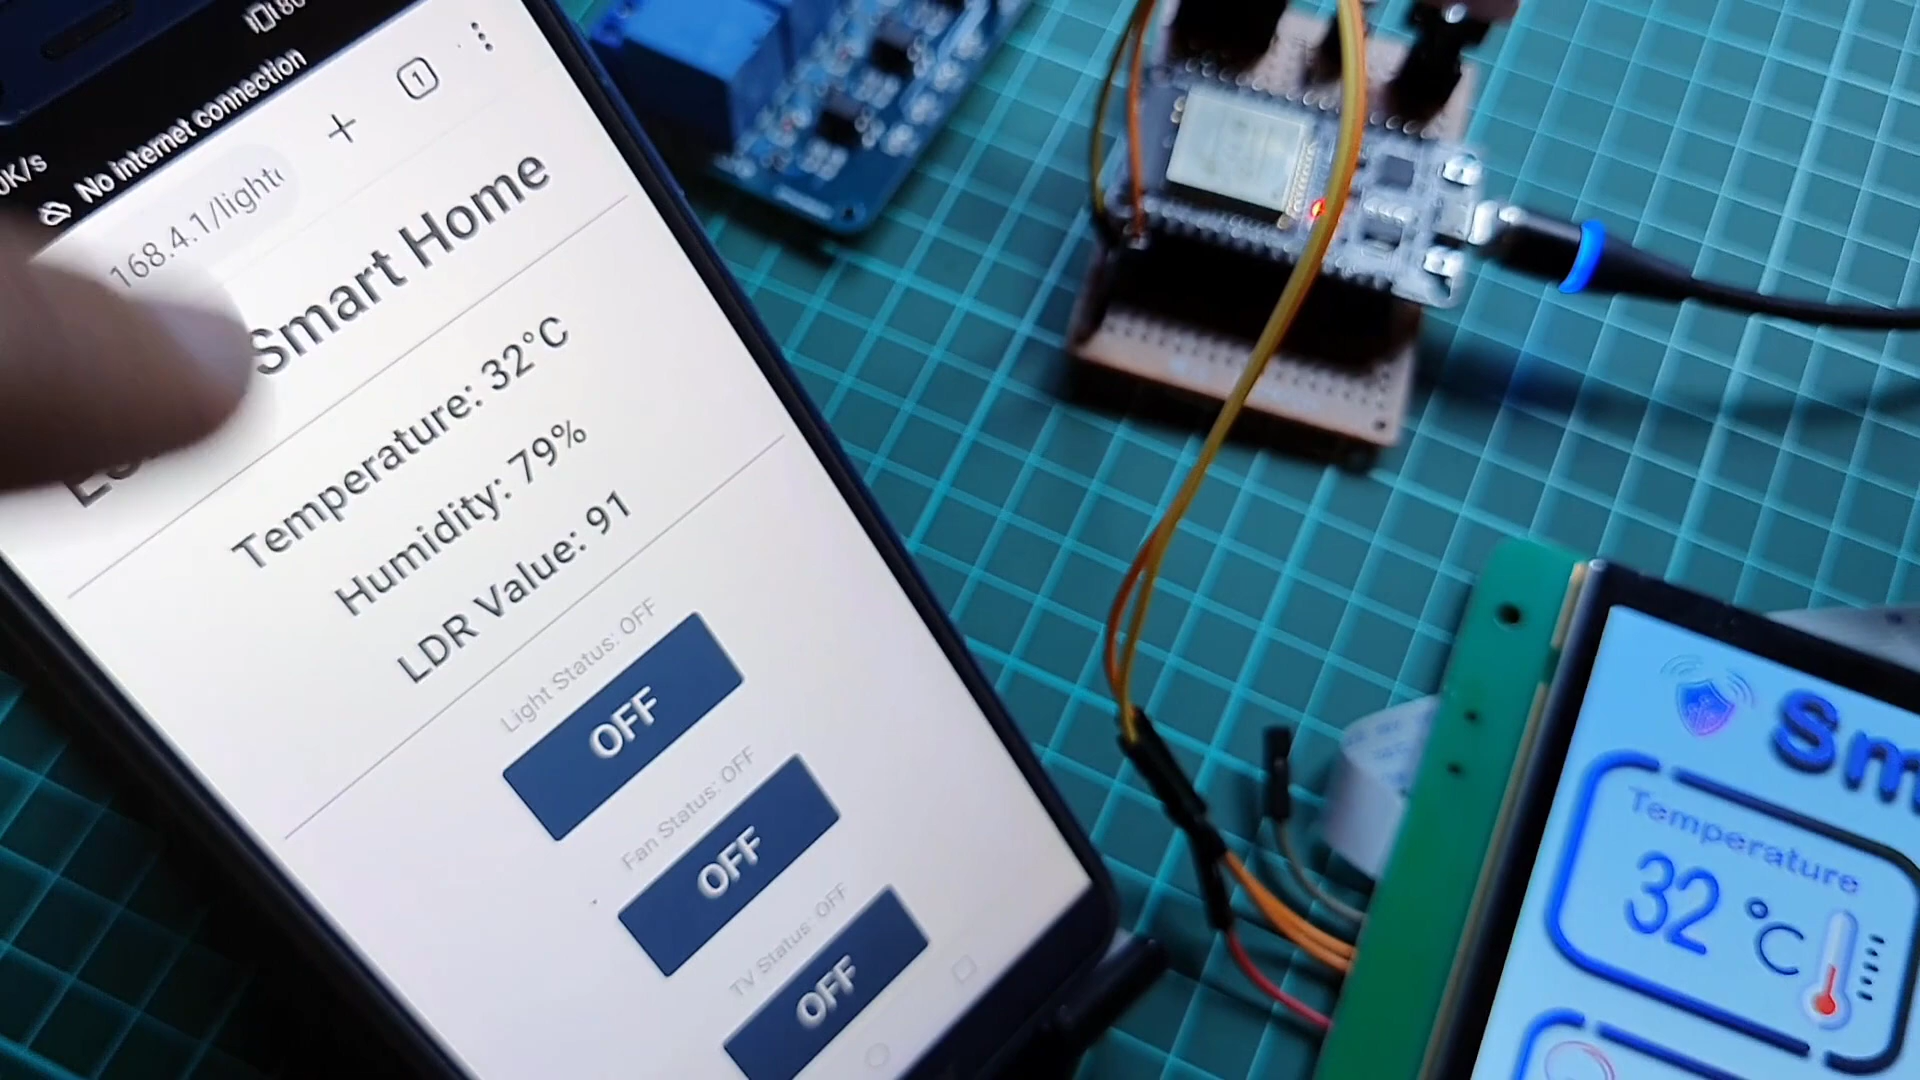 No internet connection
1
168.4.1/light
Smart Home
Temperature: 32°C
Humidity: 79%
LDR Value: 91
Light Status: OFF
OFF
Fan Status: OFF
OFF
TV Status: OFF
OFF
Sm
Temperature
32 °C